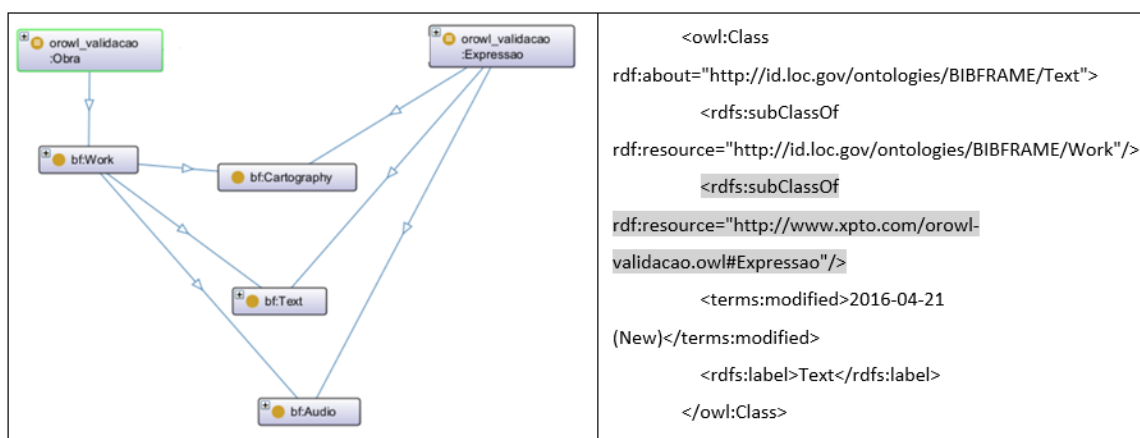 orowl_validacao
:Obra
orowl_validacao
:Expressao
bf:Work
bf:Cartography
bf:Text
bf:Audio
<owl:Class
rdf:about="http://id.loc.gov/ontologies/BIBFRAME/Text">
<rdfs:subClassOf
rdf:resource="http://id.loc.gov/ontologies/BIBFRAME/Work"/>
<rdfs:subClassOf
rdf:resource="http://www.xpto.com/orowl-
validacao.owl#Expressao"/>
<terms:modified>2016-04-21
(New)</terms:modified>
<rdfs:label>Text</rdfs:label>
</owl:Class>